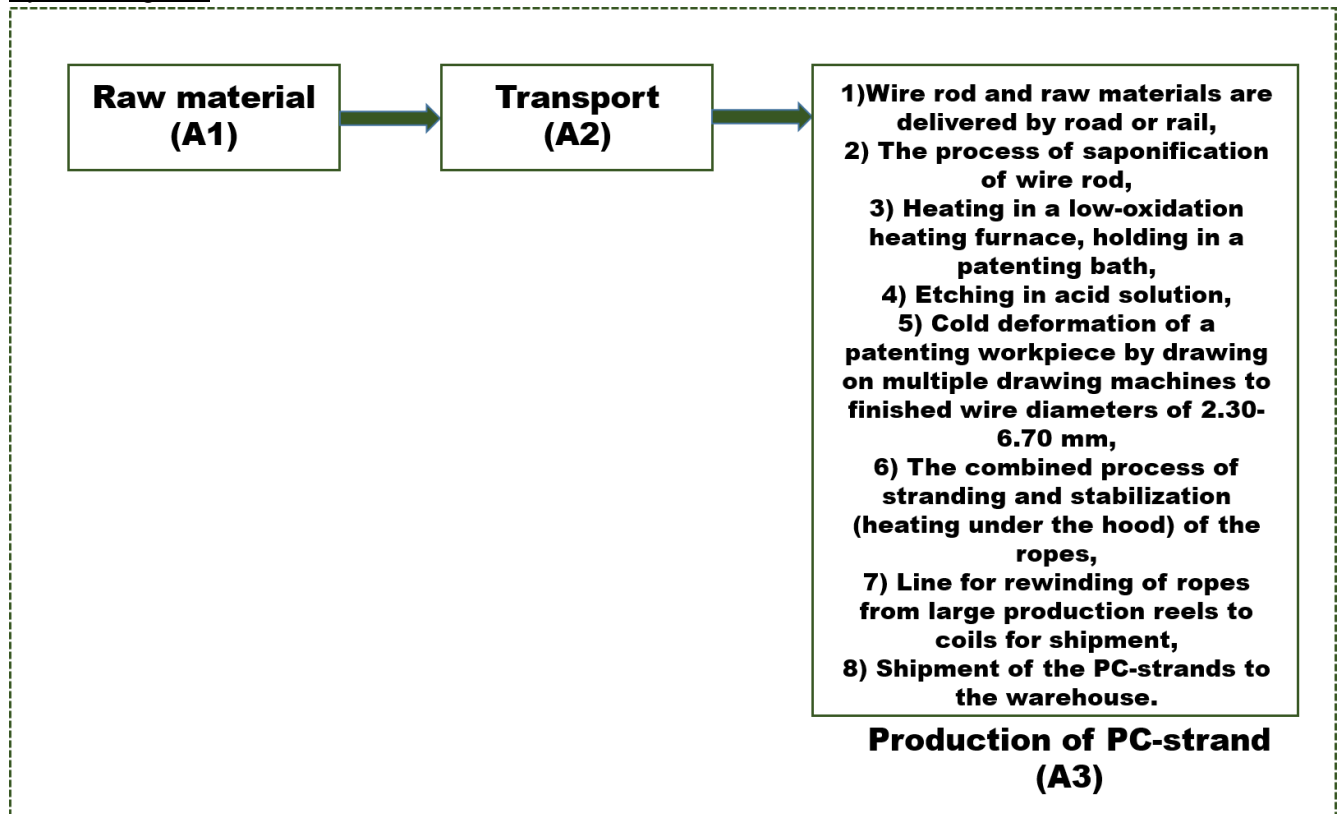 Raw material
(A1)
Transport
(A2)
1)Wire rod and raw materials are
delivered by road or rail,
2) The process of saponification
of wire rod,
3) Heating in a low-oxidation
heating furnace, holding in a
patenting bath,
4) Etching in acid solution,
5) Cold deformation of a
patenting workpiece by drawing
on multiple drawing machines to
finished wire diameters of 2.30-
6.70 mm,
6) The combined process of
stranding and stabilization
(heating under the hood) of the
ropes,
7) Line for rewinding of ropes
from large production reels to
coils for shipment,
8) Shipment of the PC-strands to
the warehouse.
Production of PC-strand
(A3)